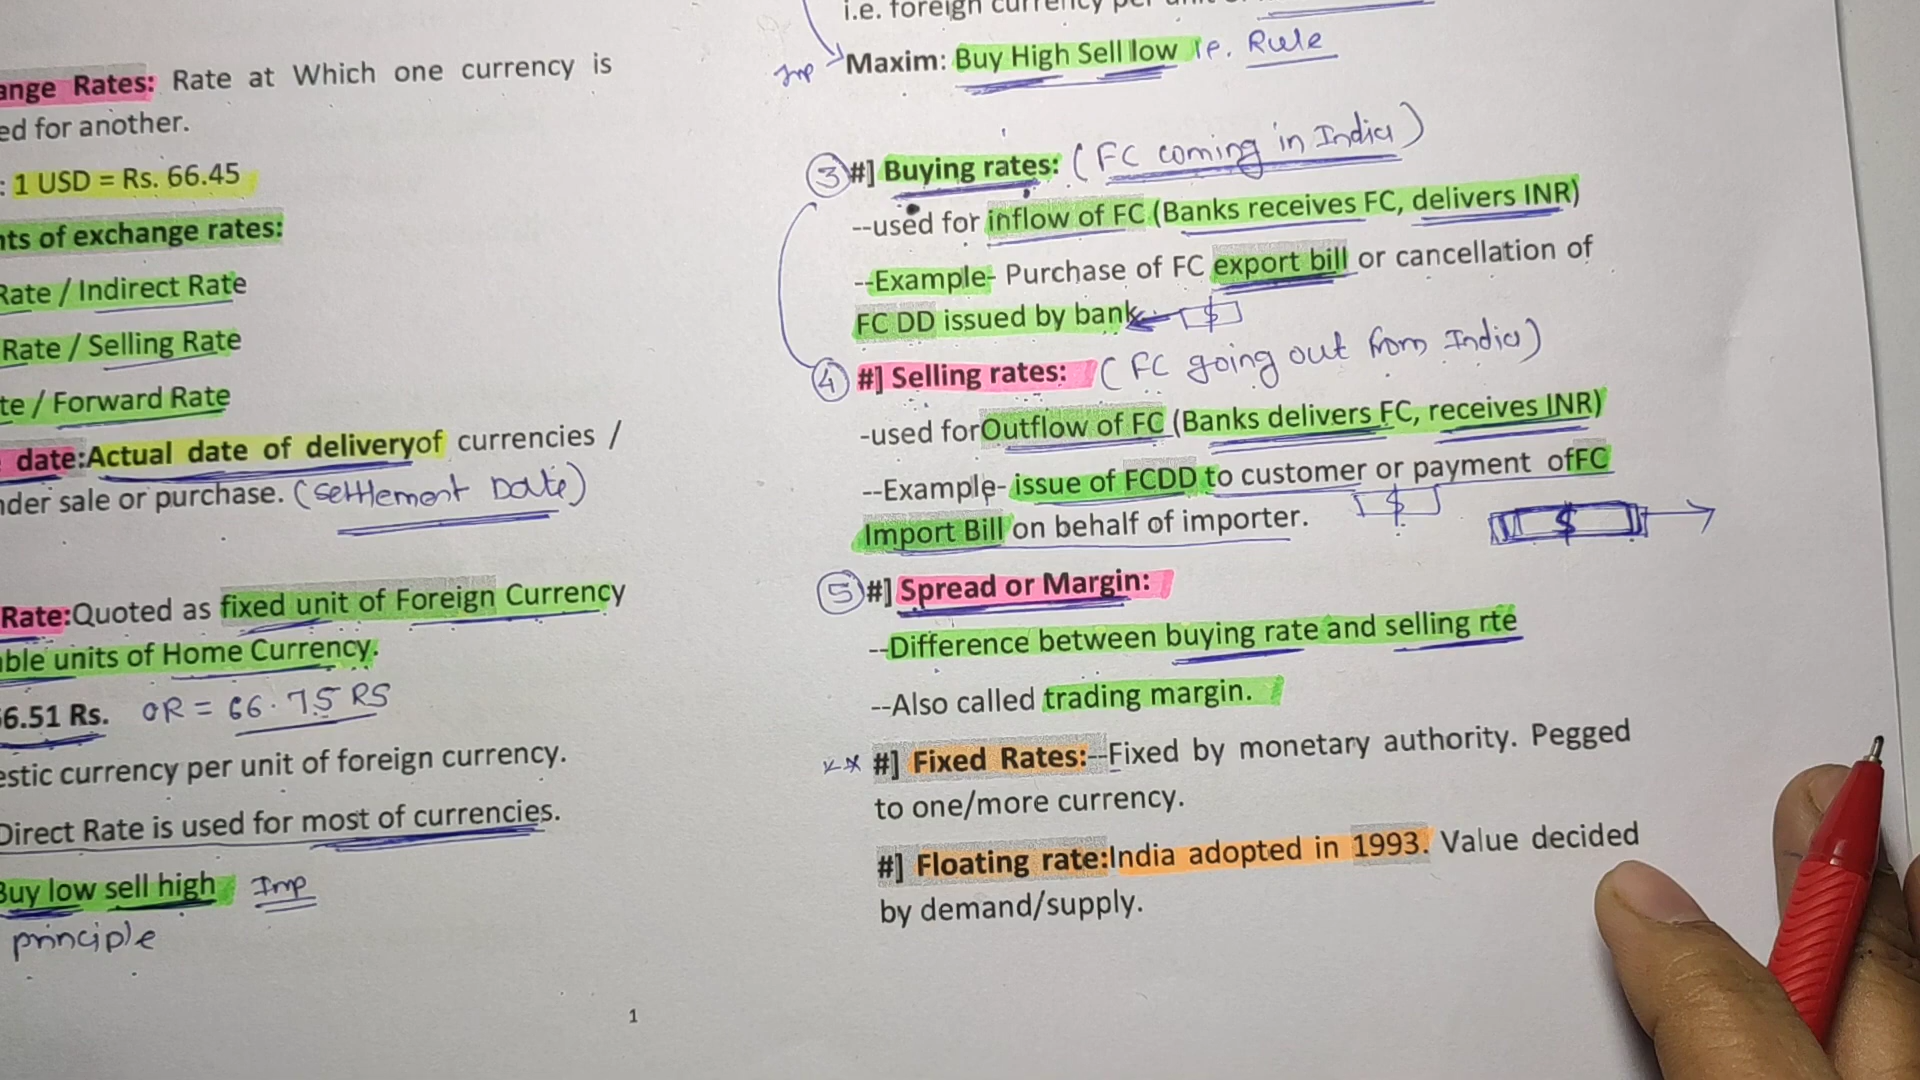 ange Rates: Rate at Which one currency is
ed for another.
: 1 USD = Rs. 66.45
nts of exchange rates:
Rate / Indirect Rate
Rate / Selling Rate
te / Forward Rate
date:Actual date of deliveryof currencies /
nder sale or purchase. (settlement Date)
Rate:Quoted as fixed unit of Foreign Currency
ble units of Home Currency.
6.51 Rs. OR = 66.75 RS
estic currency per unit of foreign currency.
Direct Rate is used for most of currencies.
Buy low sell high Imp
principle
1
i.e. foreign currency per
Imp Maxim: Buy High Sell low i.e. Rule
3 #] Buying rates: (FC coming in India)
--used for inflow of FC (Banks receives FC, delivers INR)
--Example- Purchase of FC export bill or cancellation of
FC DD issued by bank $
4 #] Selling rates: (FC going out from India)
-used forOutflow of FC (Banks delivers FC, receives INR)
--Example- issue of FCDD to customer or payment ofFC
Import Bill on behalf of importer. $ $
5 #] Spread or Margin:
--Difference between buying rate and selling rte
--Also called trading margin.
#] Fixed Rates:--Fixed by monetary authority. Pegged
to one/more currency.
#] Floating rate:India adopted in 1993. Value decided
by demand/supply.